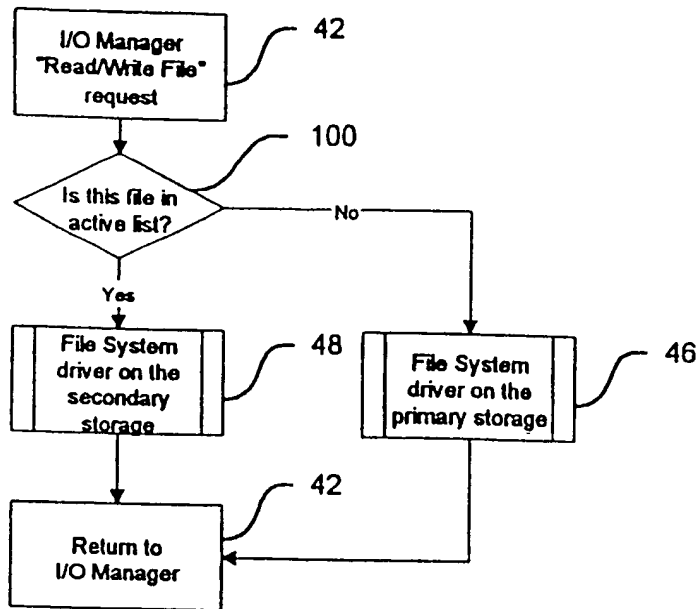 I/O Manager
"Read/Write File"
request
42
100
Is this file in
active list?
No
Yes
File System
driver on the
secondary
storage
48
File System
driver on the
primary storage
46
42
Return to
I/O Manager